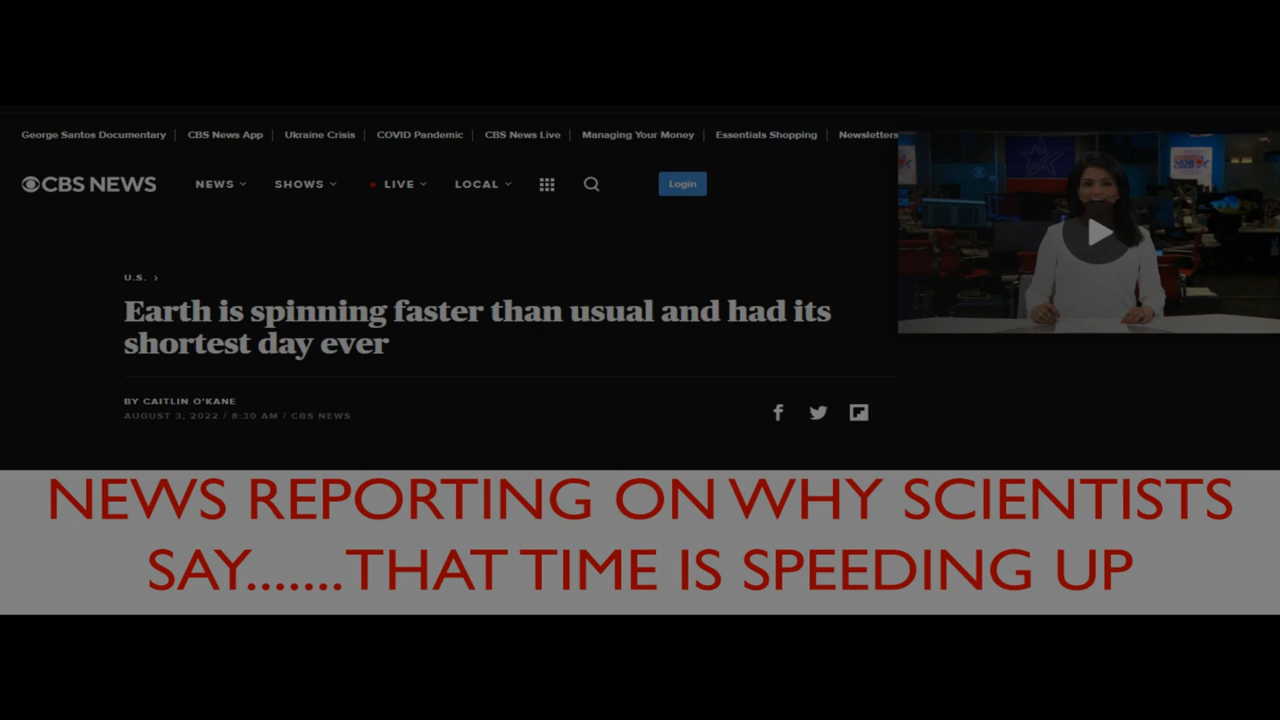 George Santos Documentary | CBS News App | Ukraine Crisis | COVID Pandemic | CBS News Live | Managing Your Money | Essentials Shopping | Newsletters
CBS NEWS NEWS SHOWS LIVE LOCAL Login
U.S. ›
Earth is spinning faster than usual and had its
shortest day ever
BY CAITLIN O'KANE
AUGUST 3, 2022 / 8:30 AM / CBS NEWS
NEWS REPORTING ON WHY SCIENTISTS
SAY.......THAT TIME IS SPEEDING UP